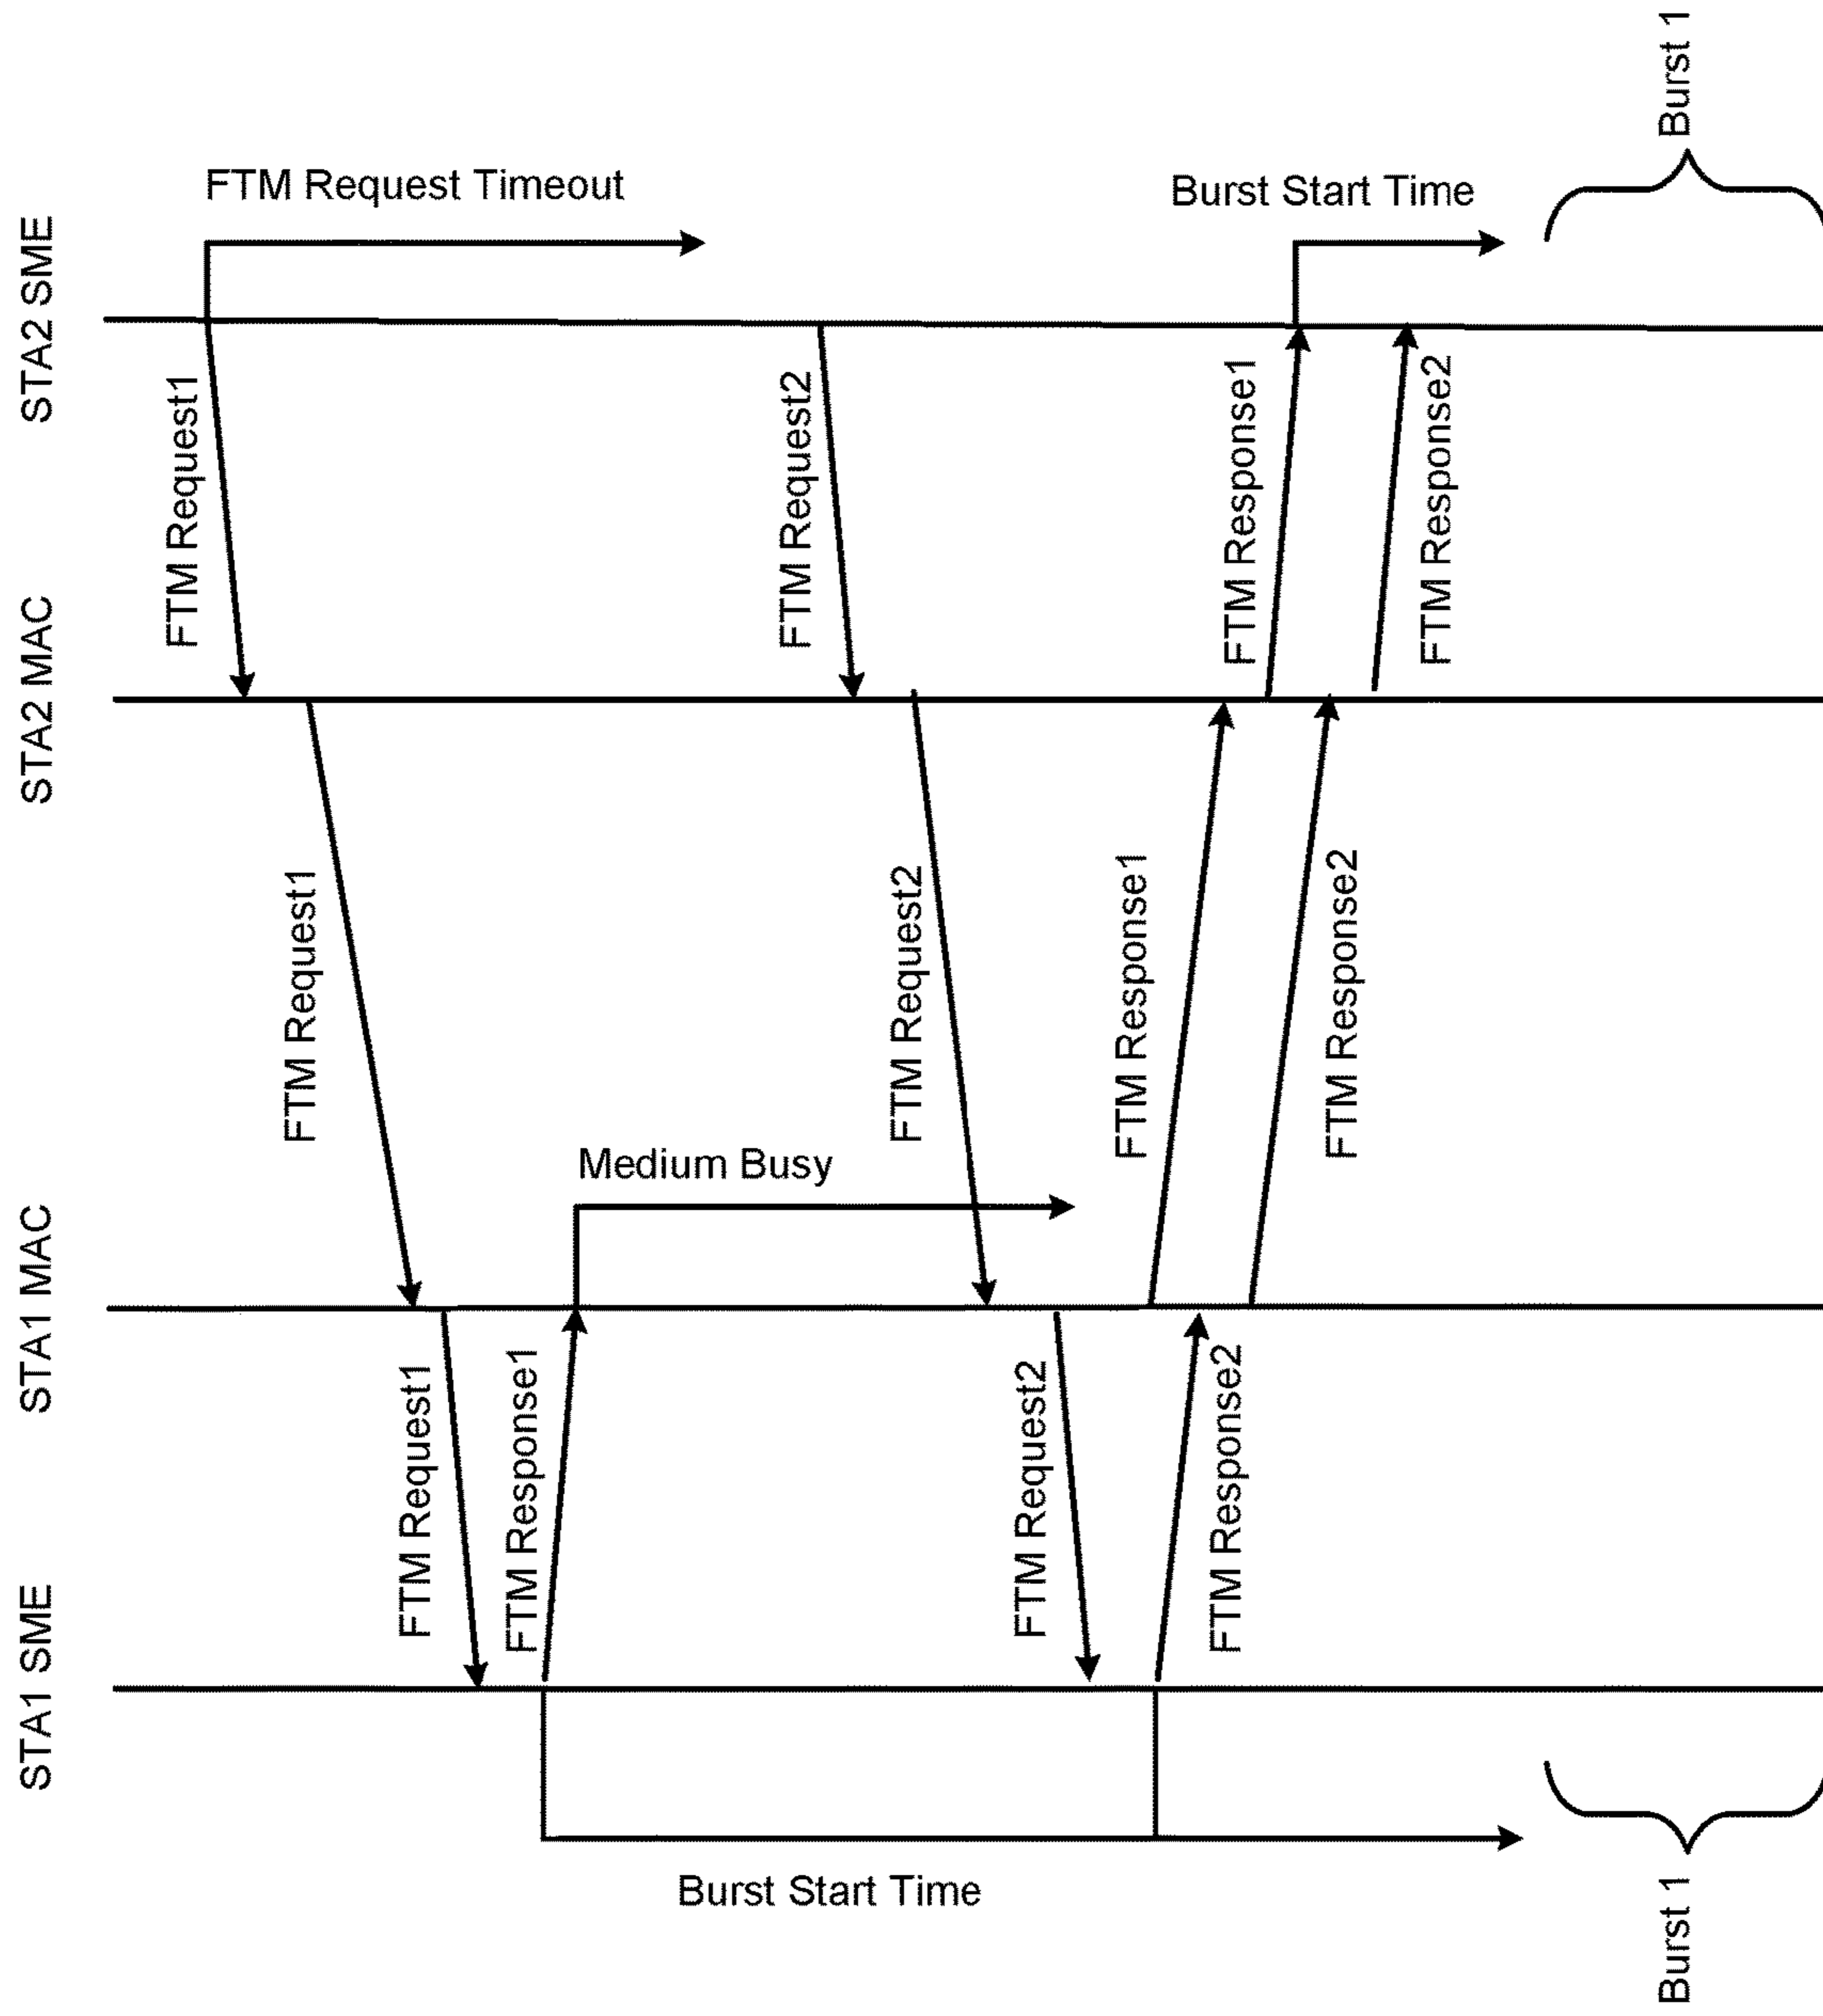 Burst 1
FTM Request Timeout
Burst Start Time
STA2 SME
FTM Request1
FTM Request2
FTM Response1
FTM Response2
STA2 MAC
FTM Request1
FTM Request2
FTM Response1
FTM Response2
Medium Busy
STA1 MAC
FTM Request1
FTM Response1
FTM Request2
FTM Response2
STA1 SME
Burst Start Time
Burst 1